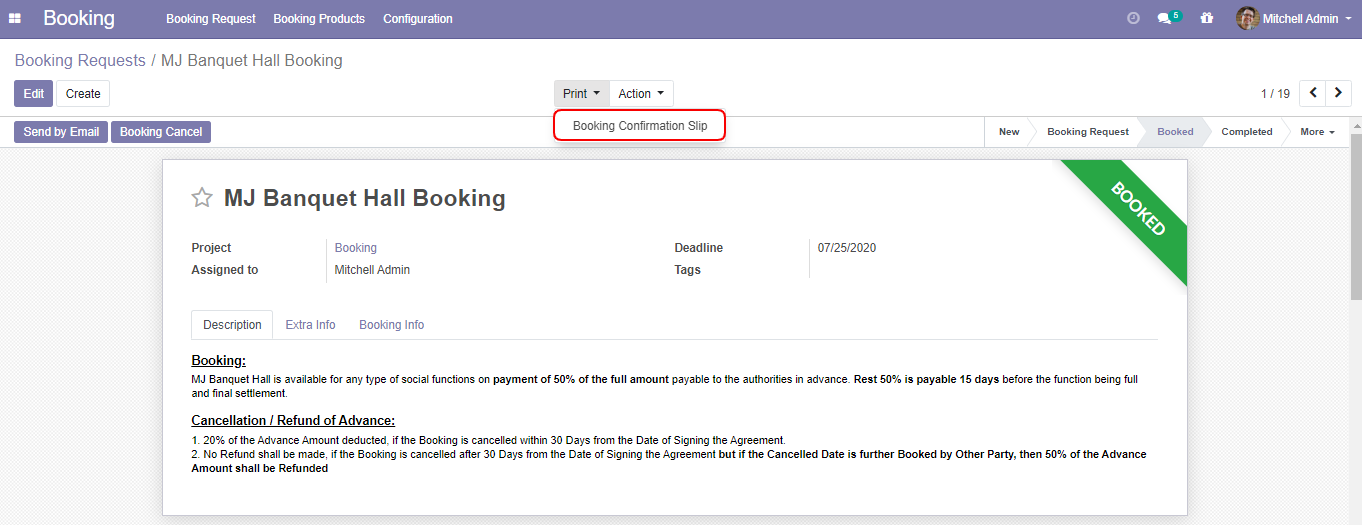 Booking Booking Request Booking Products Configuration 5 Mitchell Admin
Booking Requests / MJ Banquet Hall Booking
Edit Create Print Action 1 / 19
Booking Confirmation Slip
Send by Email Booking Cancel New Booking Request Booked Completed More
MJ Banquet Hall Booking
BOOKED
Project Booking Deadline 07/25/2020
Assigned to Mitchell Admin Tags
Description Extra Info Booking Info
Booking:
MJ Banquet Hall is available for any type of social functions on payment of 50% of the full amount payable to the authorities in advance. Rest 50% is payable 15 days before the function being full
and final settlement.
Cancellation / Refund of Advance:
1. 20% of the Advance Amount deducted, if the Booking is cancelled within 30 Days from the Date of Signing the Agreement.
2. No Refund shall be made, if the Booking is cancelled after 30 Days from the Date of Signing the Agreement but if the Cancelled Date is further Booked by Other Party, then 50% of the Advance
Amount shall be Refunded